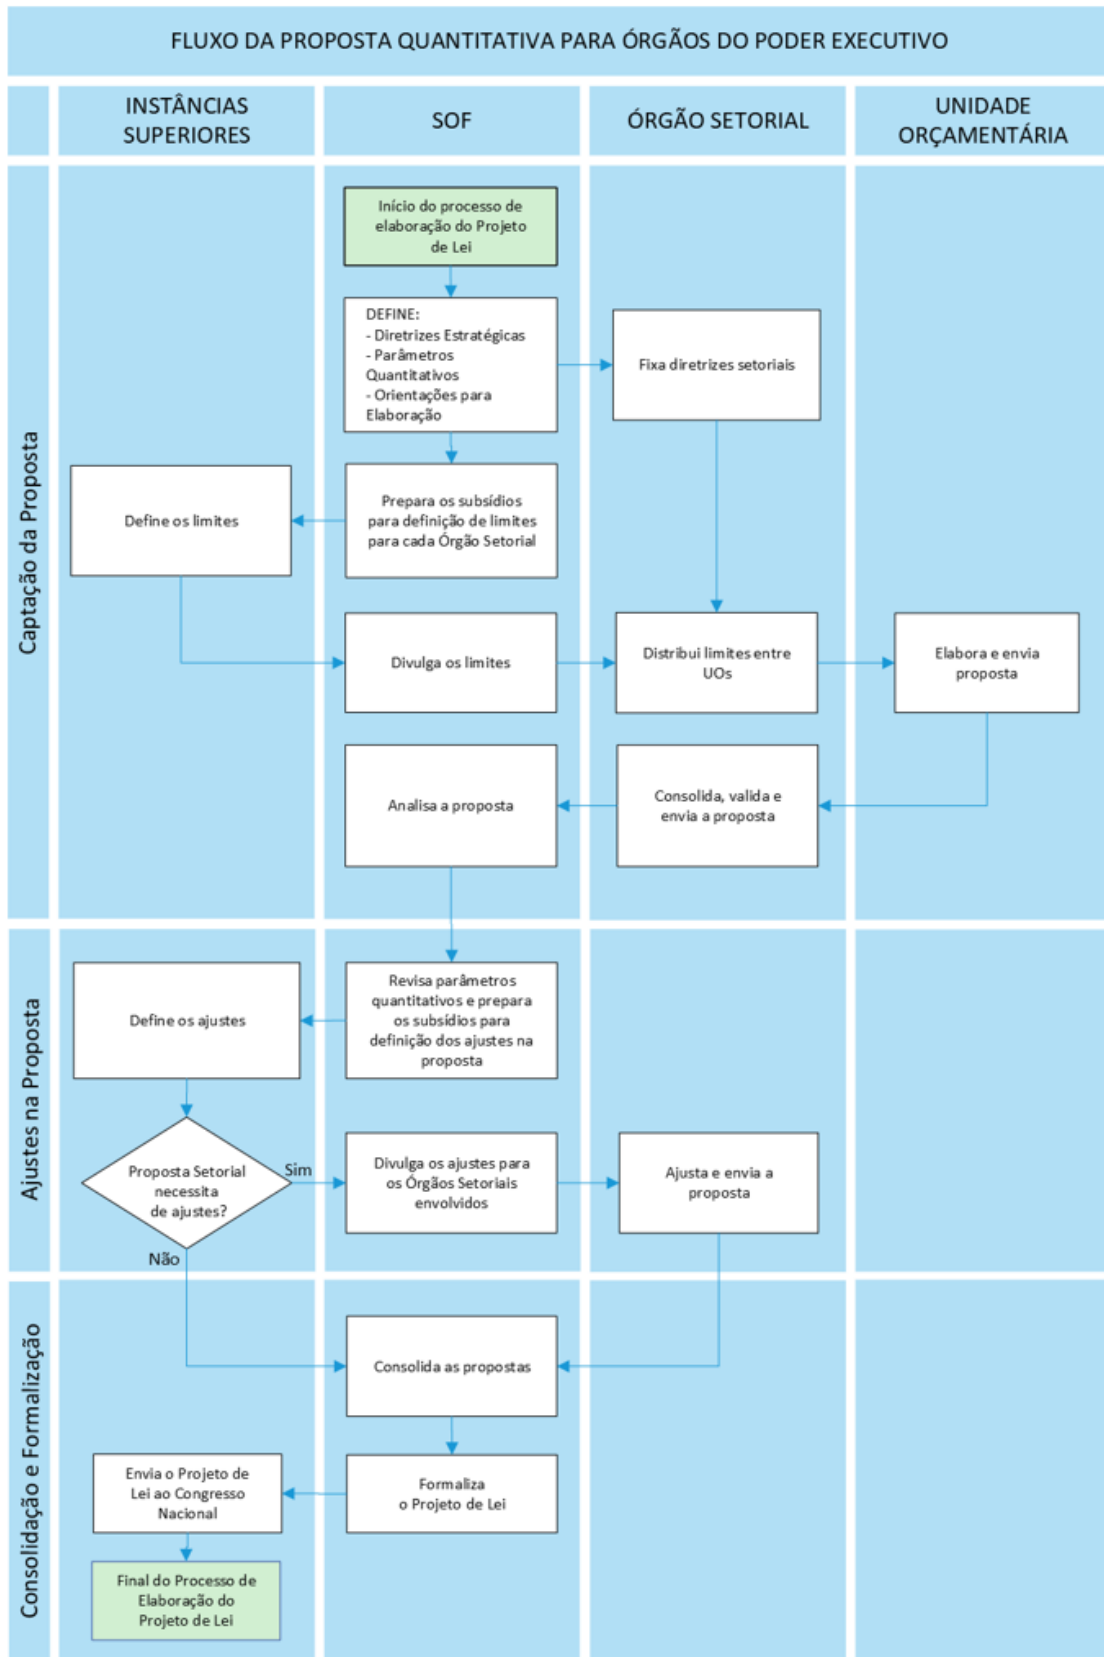 FLUXO DA PROPOSTA QUANTITATIVA PARA ÓRGÃOS DO PODER EXECUTIVO
INSTÂNCIAS
SUPERIORES
SOF
ÓRGÃO SETORIAL
UNIDADE
ORÇAMENTÁRIA
Captação da Proposta
Início do processo de
elaboração do Projeto
de Lei
DEFINE:
- Diretrizes Estratégicas
- Parâmetros
Quantitativos
- Orientações para
Elaboração
Fixa diretrizes setoriais
Define os limites
Prepara os subsídios
para definição de limites
para cada Órgão Setorial
Divulga os limites
Distribui limites entre
UOs
Elabora e envia
proposta
Analisa a proposta
Consolida, valida e
envia a proposta
Ajustes na Proposta
Define os ajustes
Revisa parâmetros
quantitativos e prepara
os subsídios para
definição dos ajustes na
proposta
Proposta Setorial
necessita
de ajustes?
Sim
Não
Divulga os ajustes para
os Órgãos Setoriais
envolvidos
Ajusta e envia a
proposta
Consolidação e Formalização
Consolida as propostas
Envia o Projeto de
Lei ao Congresso
Nacional
Formaliza
o Projeto de Lei
Final do Processo de
Elaboração do
Projeto de Lei